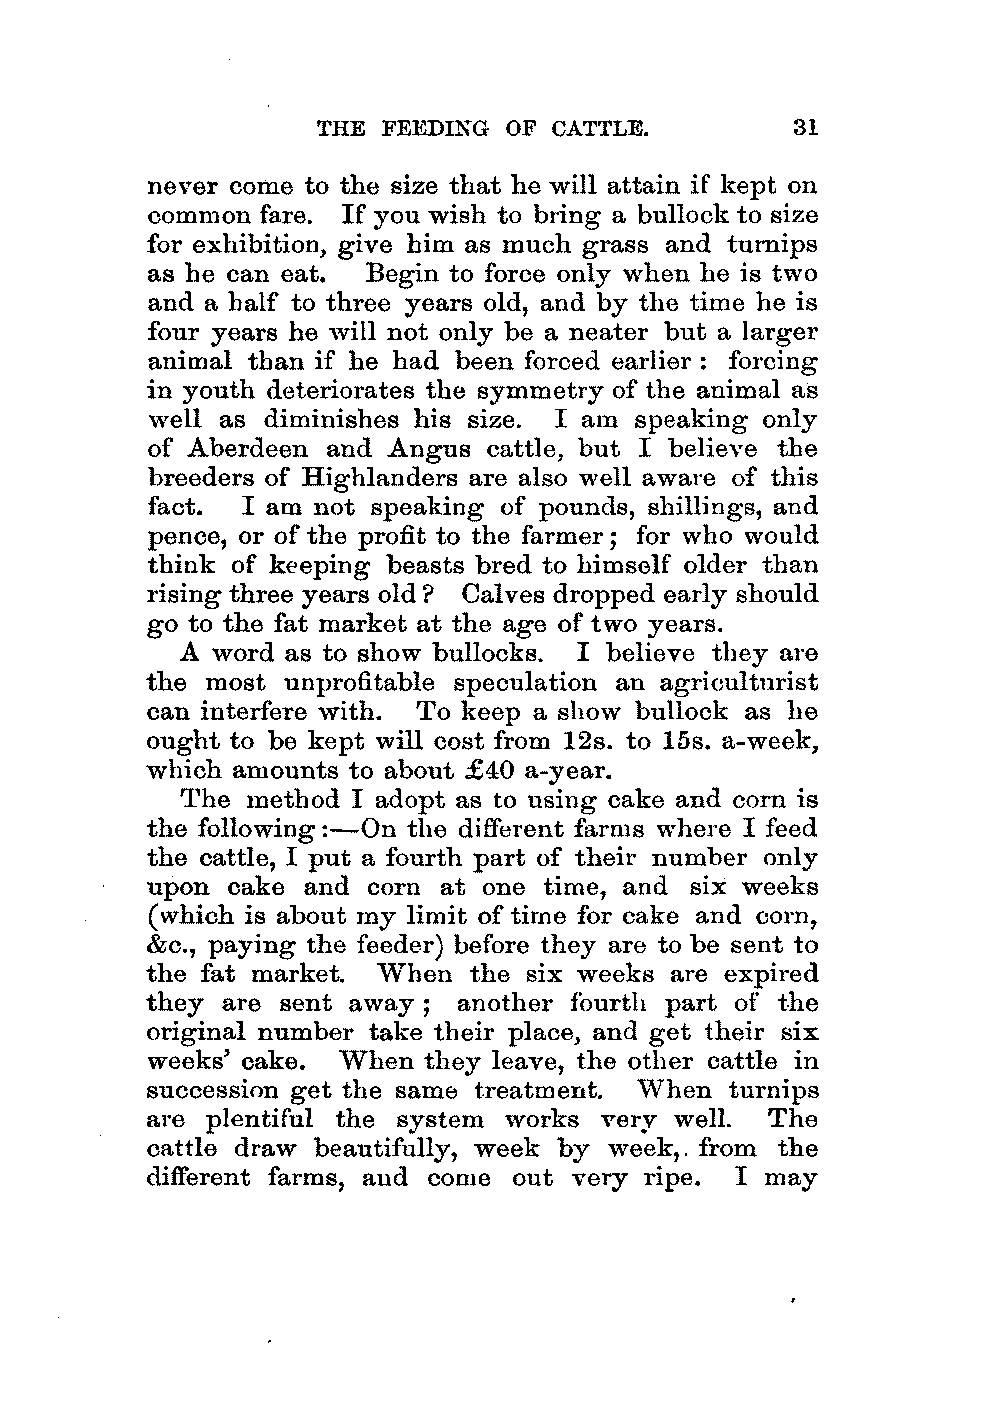 THE FEEDING OF CATTLE. 31
never come to the size that he will attain if kept on
common fare. If you wish to bring a bullock to size
for exhibition, give him as much grass and turnips
as he can eat. Begin to force only when he is two
and a half to three years old, and by the time he is
four years he will not only be a neater but a larger
animal than if he had been forced earlier : forcing
in youth deteriorates the symmetry of the animal as
well as diminishes his size. I am speaking only
of Aberdeen and Angus cattle, but I believe the
breeders of Highlanders are also well aware of this
fact. I am not speaking of pounds, shillings, and
pence, or of the profit to the farmer ; for who would
think of keeping beasts bred to himself older than
rising three years old ? Calves dropped early should
go to the fat market at the age of two years.
A word as to show bullocks. I believe they are
the most unprofitable speculation an agriculturist
can interfere with. To keep a show bullock as he
ought to be kept will cost from 12s. to 15s. a-week,
which amounts to about £40 a-year.
The method I adopt as to using cake and corn is
the following :—On the different farms where I feed
the cattle, I put a fourth part of their number only
upon cake and corn at one time, and six weeks
(which is about my limit of time for cake and corn,
&c., paying the feeder) before they are to be sent to
the fat market. When the six weeks are expired
they are sent away ; another fourth part of the
original number take their place, and get their six
weeks' cake. When they leave, the other cattle in
succession get the same treatment. When turnips
are plentiful the system works very well. The
cattle draw beautifully, week by week,. from the
different farms, and come out very ripe. I may